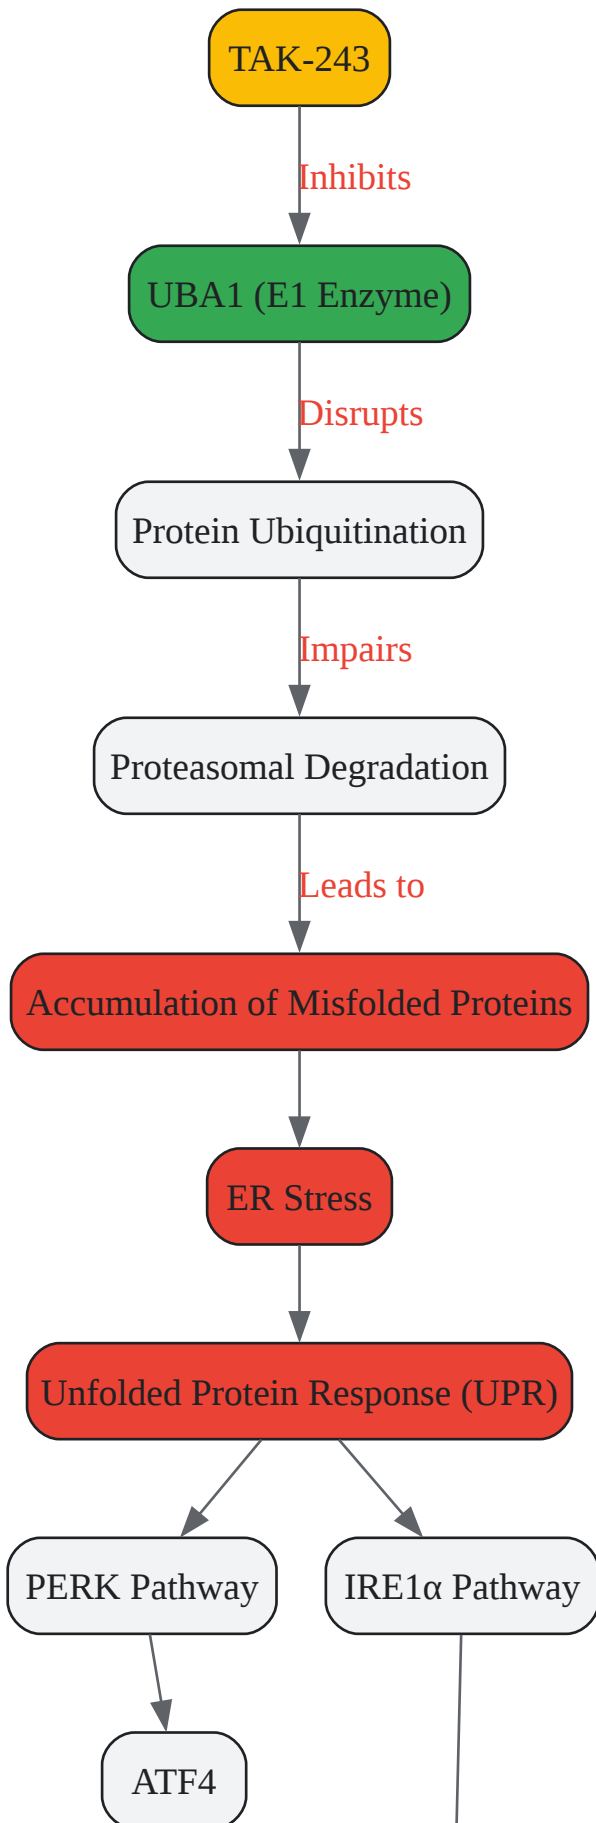 TAK-243
Inhibits
UBA1 (E1 Enzyme)
Disrupts
Protein Ubiquitination
Impairs
Proteasomal Degradation
Leads to
Accumulation of Misfolded Proteins
ER Stress
Unfolded Protein Response (UPR)
PERK Pathway
IRE1α Pathway
ATF4